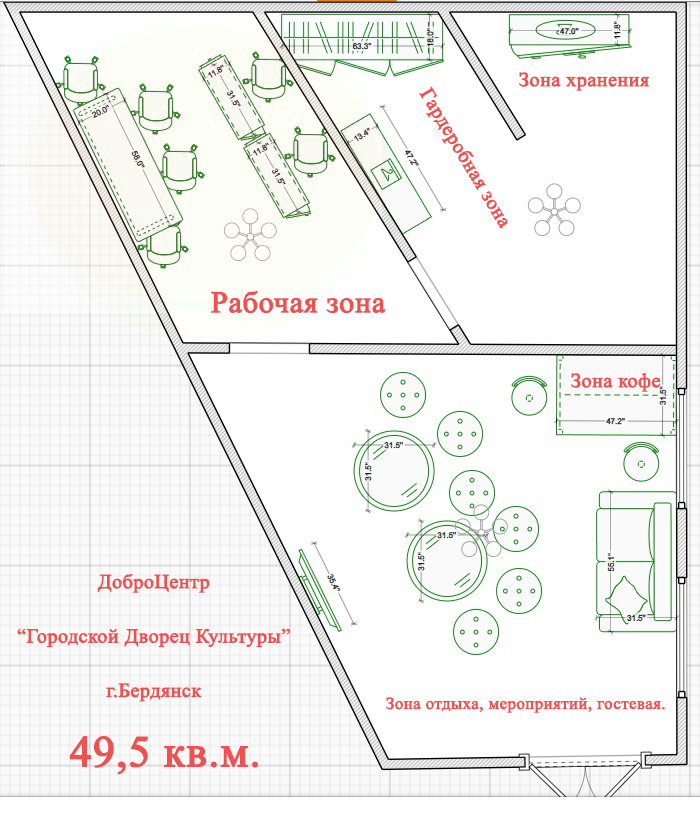 63.3"
18.0"
<47.0"
11.8"
Зона хранения
11.8"
31.5"
20.0"
58.0"
11.8"
31.5"
13.4"
47.2"
Гардеробная зона
Рабочая зона
Зона кофе
31.5"
47.2"
31.5"
31.5"
31.5"
31.5"
55.1"
31.5"
35.4"
ДоброЦентр
“Городской Дворец Культуры”
г.Бердянск
49,5 кв.м.
Зона отдыха, мероприятий, гостевая.